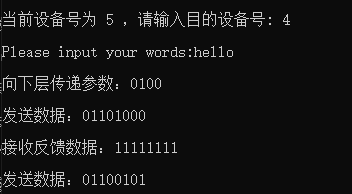 当前设备号为 5 ，请输入目的设备号: 4
Please input your words:hello
向下层传递参数：0100
发送数据：01101000
接收反馈数据：11111111
发送数据：01100101